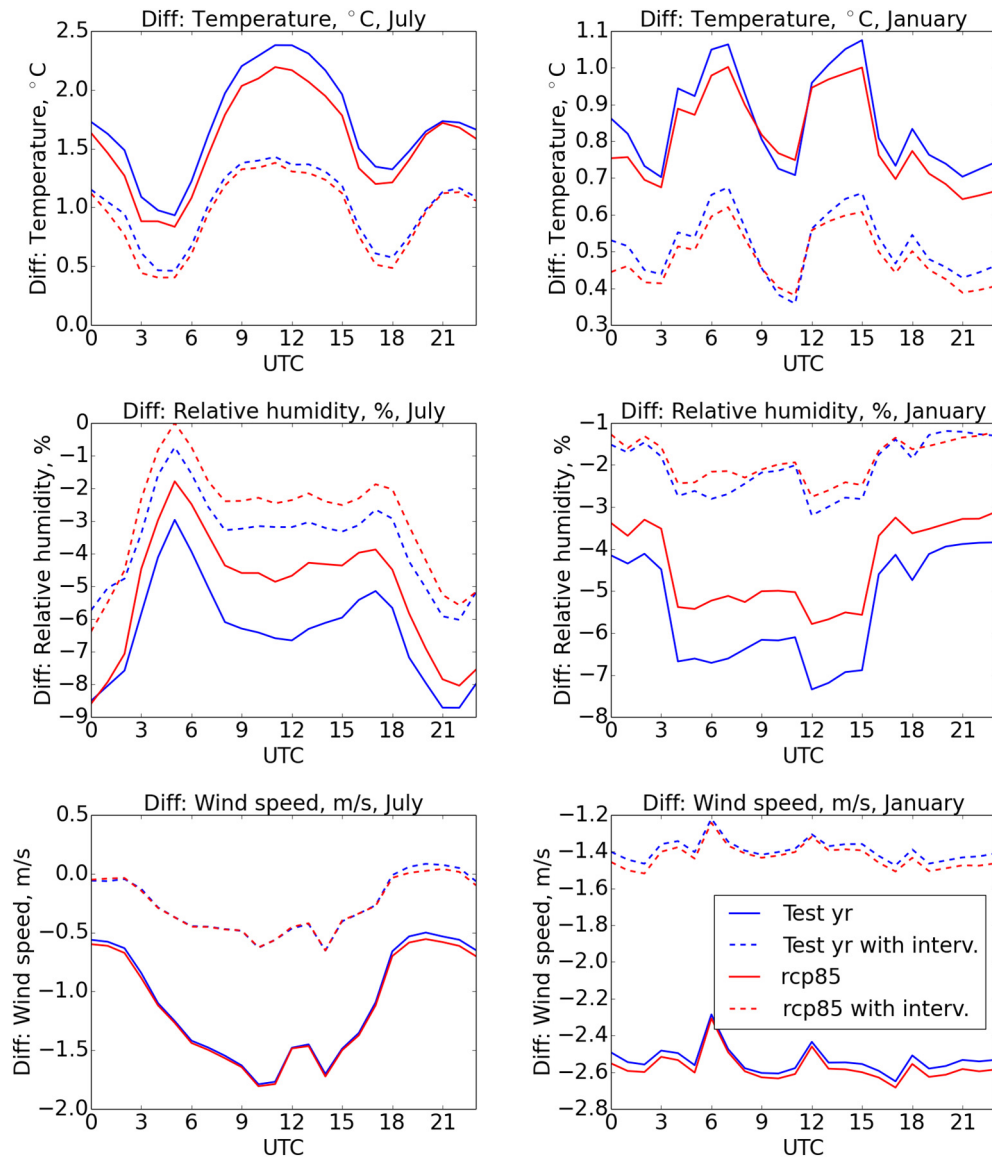 Diff: Temperature, °C, July
Diff: Temperature, °C
2.5
2.0
1.5
1.0
0.5
0.0
0 3 6 9 12 15 18 21
UTC
Diff: Temperature, °C, January
Diff: Temperature, °C
1.1
1.0
0.9
0.8
0.7
0.6
0.5
0.4
0.3
0 3 6 9 12 15 18 21
UTC
Diff: Relative humidity, %, July
Diff: Relative humidity, %
0
−1
−2
−3
−4
−5
−6
−7
−8
−9
0 3 6 9 12 15 18 21
UTC
Diff: Relative humidity, %, January
Diff: Relative humidity, %
−1
−2
−3
−4
−5
−6
−7
−8
0 3 6 9 12 15 18 21
UTC
Diff: Wind speed, m/s, July
Diff: Wind speed, m/s
0.5
0.0
−0.5
−1.0
−1.5
−2.0
0 3 6 9 12 15 18 21
UTC
Diff: Wind speed, m/s, January
Diff: Wind speed, m/s
−1.2
−1.4
−1.6
−1.8
−2.0
−2.2
−2.4
−2.6
−2.8
0 3 6 9 12 15 18 21
UTC
Test yr
Test yr with interv.
rcp85
rcp85 with interv.